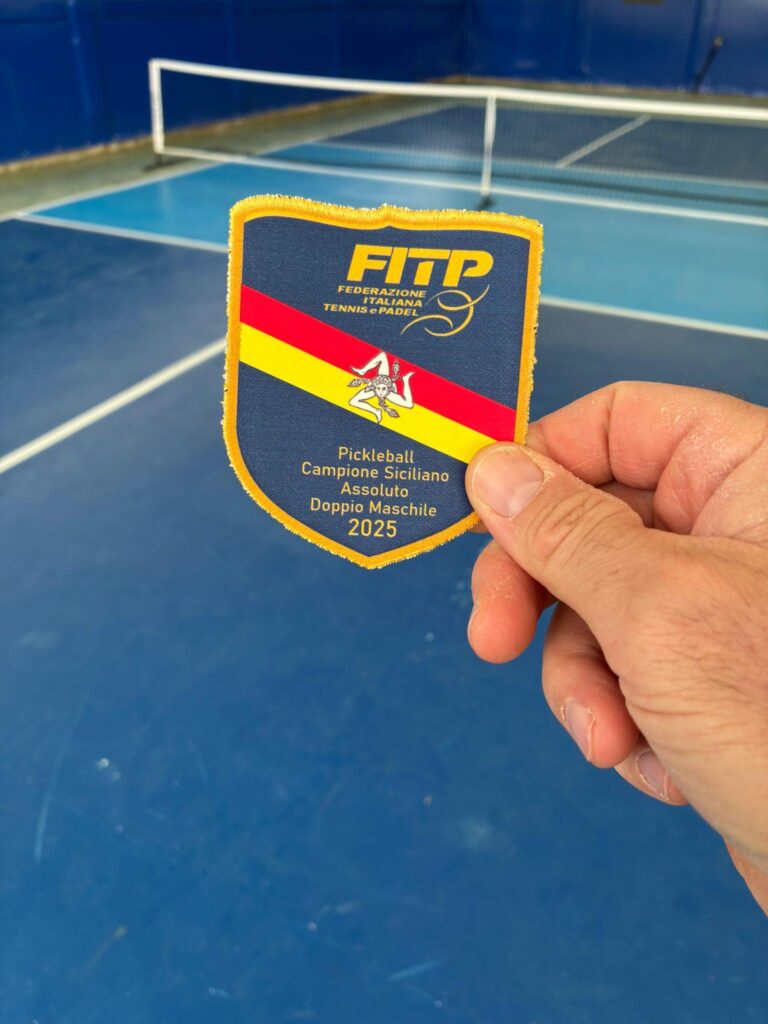 FITP
FEDERAZIONE
ITALIANA
TENNIS e PADEL
Pickleball
Campione Siciliano
Assoluto
Doppio Maschile
2025